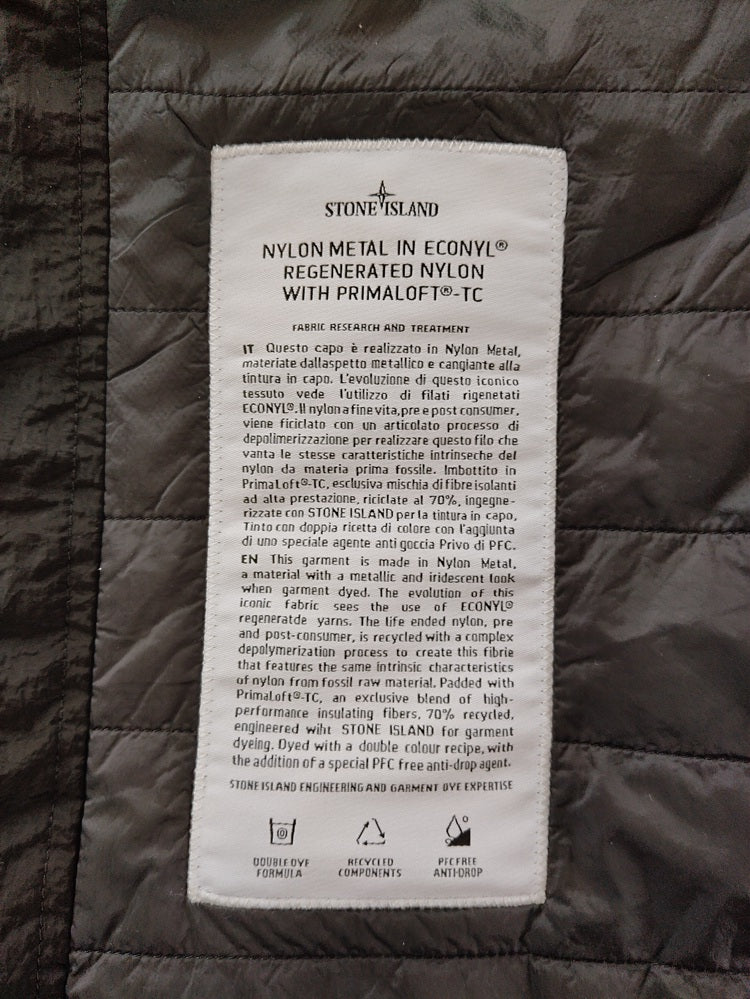 STONE ISLAND
NYLON METAL IN ECONYL®
REGENERATED NYLON
WITH PRIMALOFT®-TC
FABRIC RESEARCH AND TREATMENT
IT Questo capo è realizzato in Nylon Metal,
materiate dallaspetto metallico e cangiante alla
tintura in capo. L'evoluzione di questo iconico
tessuto vede l'utilizzo di filati rigenetati
ECONYL®.Il nylon a fine vita, pre e post consumer,
viene ficiclato con un articolato processo di
depolimerizzazione per realizzare questo filo che
vanta le stesse caratteristiche intrinseche del
nylon da materia prima fossile. Imbottito in
PrimaLoft®-TC, esclusiva mischia di fibre isolanti
ad alta prestazione, riciclate al 70%, ingegne-
rizzate con STONE ISLAND per la tintura in capo,
Tinto con doppia ricetta di colore con l'aggiunta
di uno speciale agente anti goccia Privo di PFC.
EN This garment is made in Nylon Metal,
a material with a metallic and iridescent look
when garment dyed. The evolution of this
iconic fabric sees the use of ECONYL®
regeneratde yarns. The life ended nylon, pre
and post-consumer, is recycled with a complex
depolymerization process to create this fibrie
that features the same intrinsic characteristics
of nylon from fossil raw material. Padded with
PrimaLoft®-TC, an exclusive blend of high-
performance insulating fibers, 70% recycled,
engineered wiht STONE ISLAND for garment
dyeing. Dyed with a double colour recipe, with
the addition of a special PFC free anti-drop agent.
STONE ISLAND ENGINEERING AND GARMENT DYE EXPERTISE
DOUBLE DYE
FORMULA
RECYCLED
COMPONENTS
PFC FREE
ANTI-DROP